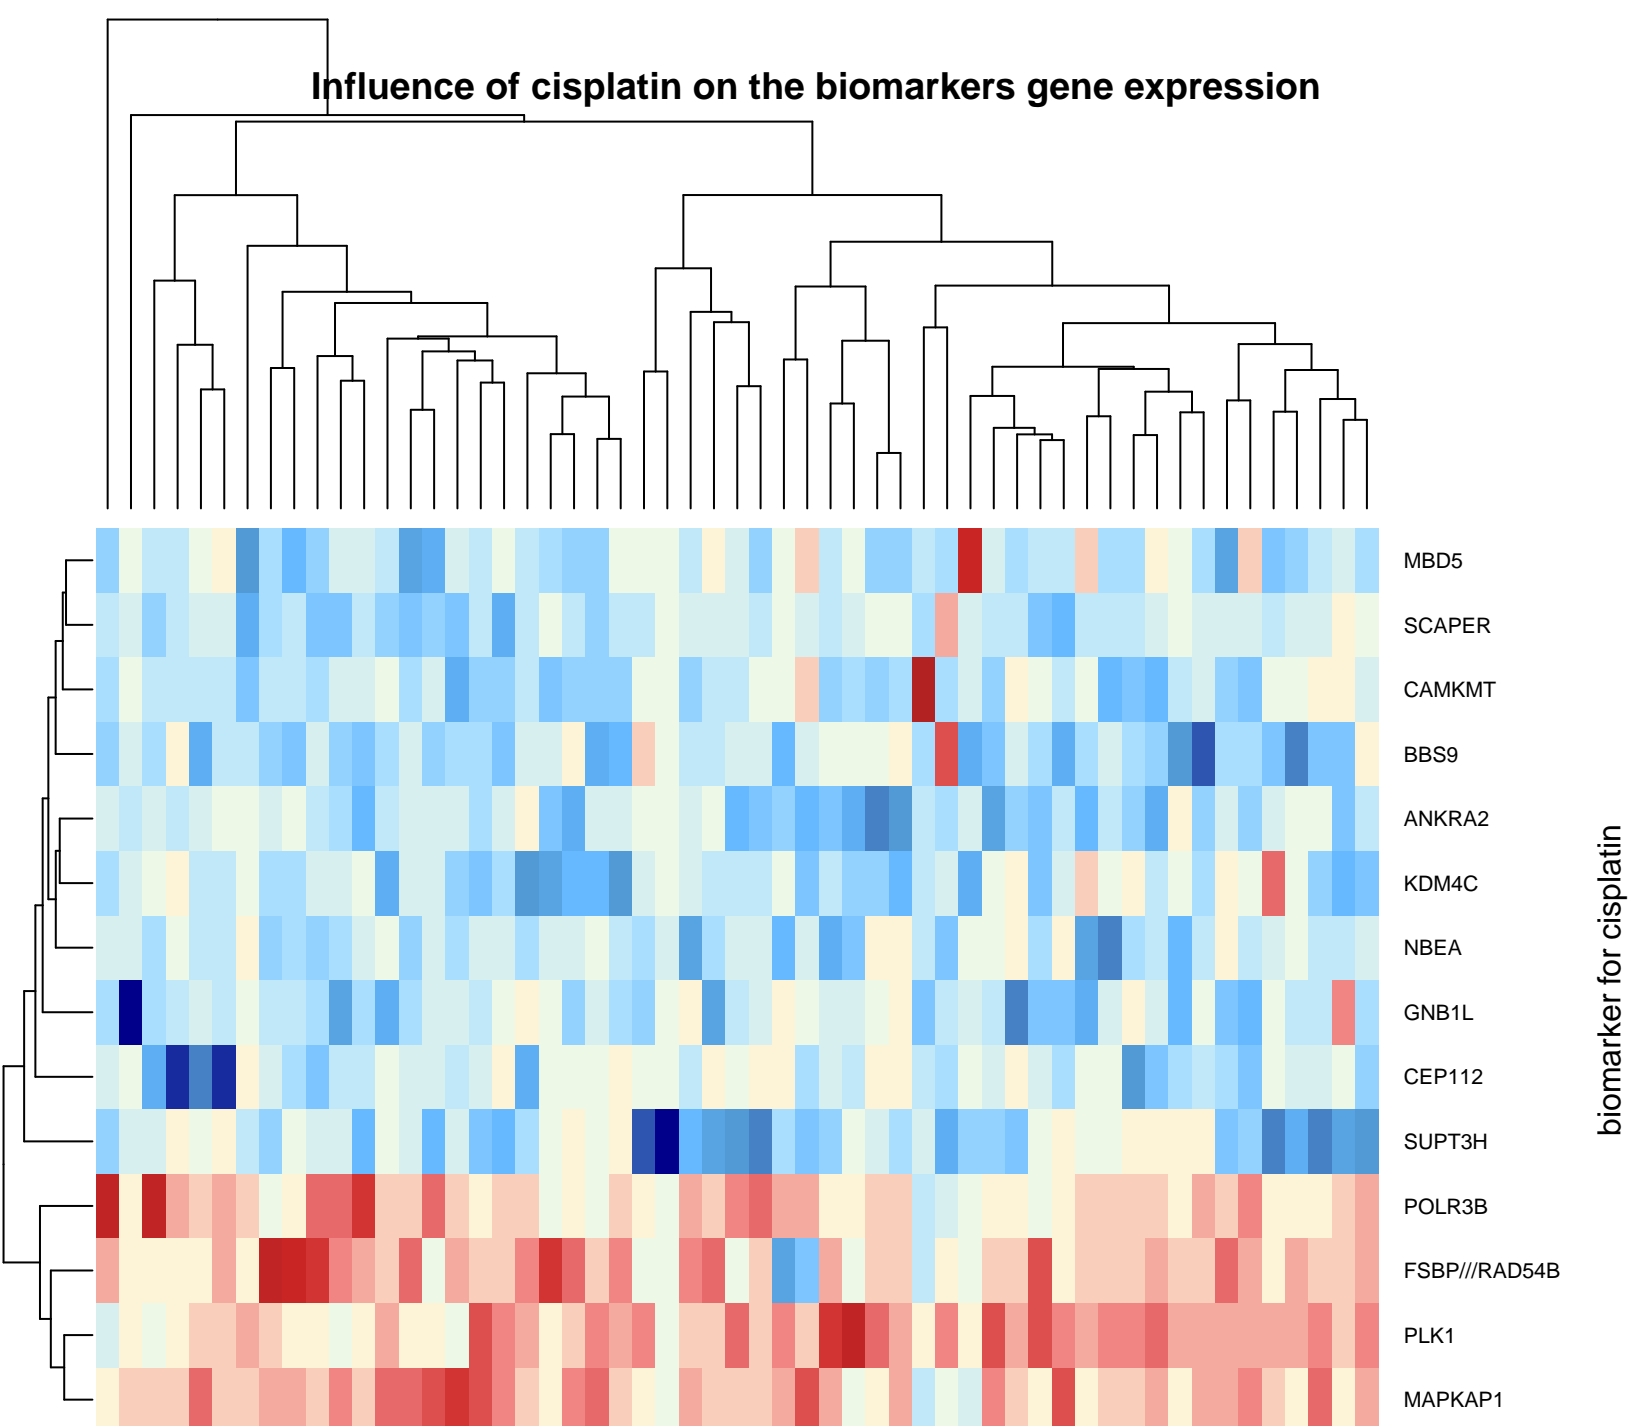 Influence of cisplatin on the biomarkers gene expression
MBD5
SCAPER
CAMKMT
BBS9
ANKRA2
KDM4C
NBEA
GNB1L
CEP112
SUPT3H
POLR3B
FSBP///RAD54B
PLK1
MAPKAP1
biomarker for cisplatin